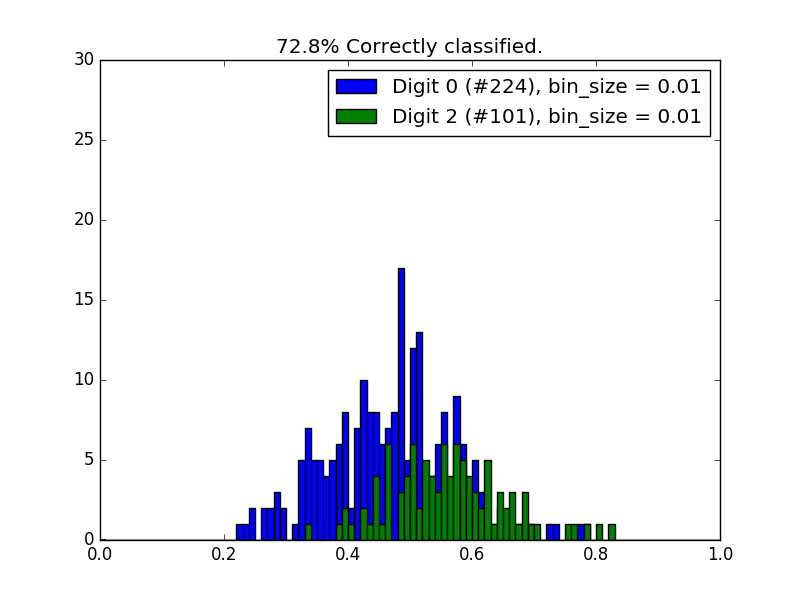 72.8% Correctly classified.
30
Digit 0 (#224), bin_size = 0.01
Digit 2 (#101), bin_size = 0.01
25
20
15
10
5
0
0.0 0.2 0.4 0.6 0.8 1.0